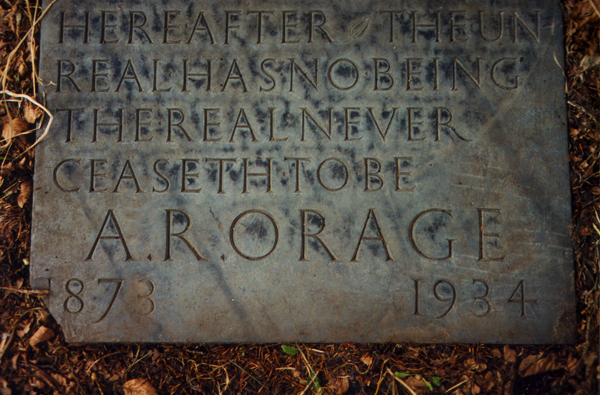 HEREAFTER THEUN
REALHASNOBEING
THEREALNEVER
CEASETHTOBE
A.R.ORAGE
1873 1934